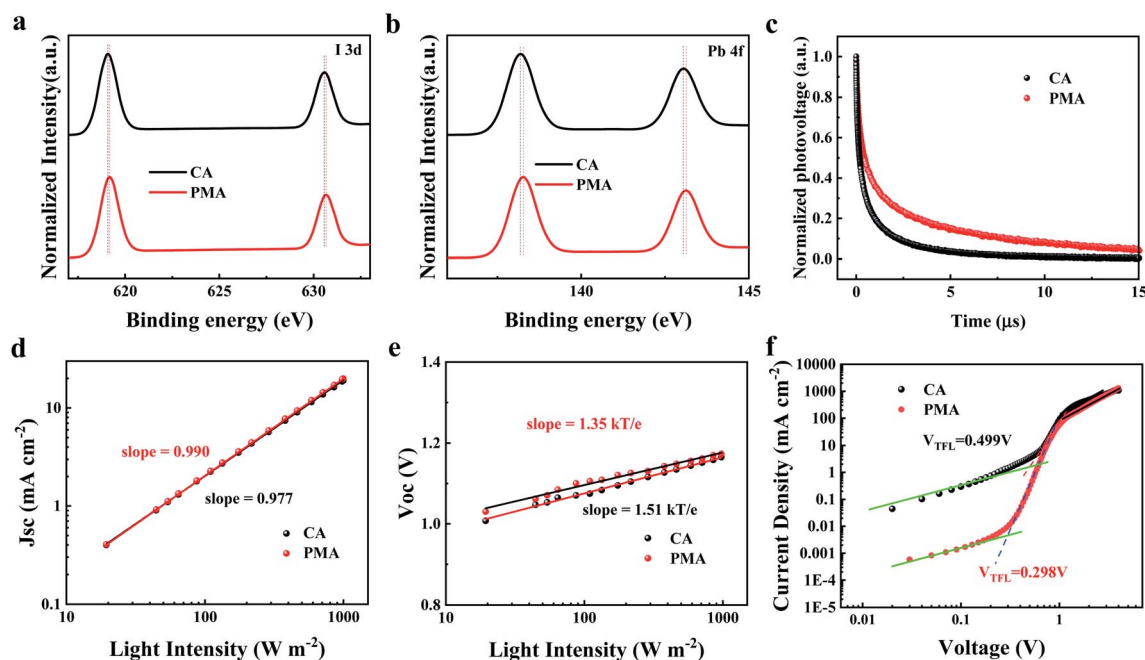 a
I 3d
Normalized Intensity(a.u.)
CA
PMA
620
625
630
Binding energy (eV)
b
Pb 4f
Normalized Intensity(a.u.)
CA
PMA
140
145
Binding energy (eV)
c
Normalized photovoltage (a.u.)
1.0
0.8
0.6
0.4
0.2
0.0
CA
PMA
0
5
10
15
Time (μs)
d
Jsc (mA cm-2)
10
1
0.1
slope = 0.990
slope = 0.977
CA
PMA
10
100
1000
Light Intensity (W m-2)
e
Voc (V)
1.4
1.2
1.0
0.8
slope = 1.35 kT/e
slope = 1.51 kT/e
CA
PMA
10
100
1000
Light Intensity (W m-2)
f
Current Density (mA cm-2)
10000
1000
100
10
1
0.1
0.01
0.001
1E-4
1E-5
CA
PMA
VTFL=0.499V
VTFL=0.298V
0.01
0.1
1
Voltage (V)